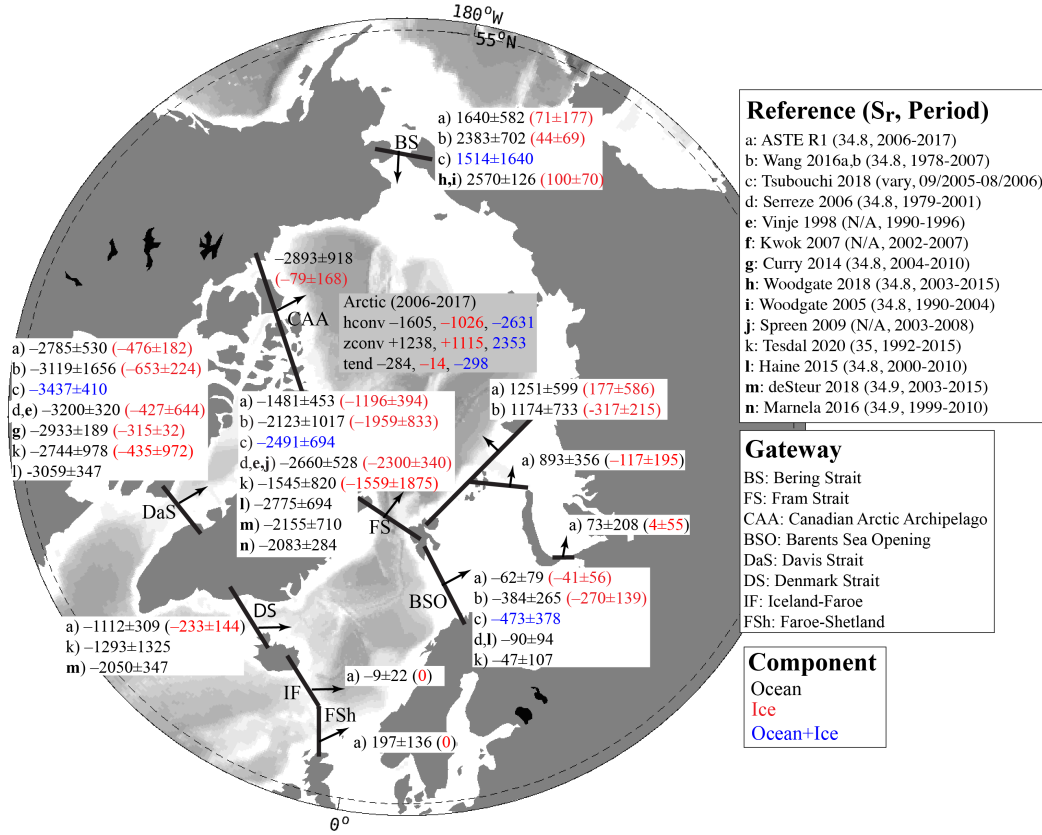 180°W
55°N
BS
a) 1640±582 (71±177)
b) 2383±702 (44±69)
c) 1514±1640
h,i) 2570±126 (100±70)
−2893±918
(−79±168)
CAA
Arctic (2006-2017)
hconv −1605, −1026, −2631
zconv +1238, +1115, 2353
tend −284, −14, −298
a) −2785±530 (−476±182)
b) −3119±1656 (−653±224)
c) −3437±410
d,e) −3200±320 (−427±644)
g) −2933±189 (−315±32)
k) −2744±978 (−435±972)
l) -3059±347
DaS
a) −1481±453 (−1196±394)
b) −2123±1017 (−1959±833)
c) −2491±694
d,e,j) −2660±528 (−2300±340)
k) −1545±820 (−1559±1875)
l) −2775±694
m) −2155±710
n) −2083±284
FS
a) 1251±599 (177±586)
b) 1174±733 (-317±215)
a) 893±356 (−117±195)
a) 73±208 (4±55)
BSO
a) −62±79 (−41±56)
b) −384±265 (−270±139)
c) −473±378
d,l) −90±94
k) −47±107
DS
a) −1112±309 (−233±144)
k) −1293±1325
m) −2050±347
IF
a) −9±22 (0)
FSh
a) 197±136 (0)
0°
Reference (Sr, Period)
a: ASTE R1 (34.8, 2006-2017)
b: Wang 2016a,b (34.8, 1978-2007)
c: Tsubouchi 2018 (vary, 09/2005-08/2006)
d: Serreze 2006 (34.8, 1979-2001)
e: Vinje 1998 (N/A, 1990-1996)
f: Kwok 2007 (N/A, 2002-2007)
g: Curry 2014 (34.8, 2004-2010)
h: Woodgate 2018 (34.8, 2003-2015)
i: Woodgate 2005 (34.8, 1990-2004)
j: Spreen 2009 (N/A, 2003-2008)
k: Tesdal 2020 (35, 1992-2015)
l: Haine 2015 (34.8, 2000-2010)
m: deSteur 2018 (34.9, 2003-2015)
n: Marnela 2016 (34.9, 1999-2010)
Gateway
BS: Bering Strait
FS: Fram Strait
CAA: Canadian Arctic Archipelago
BSO: Barents Sea Opening
DaS: Davis Strait
DS: Denmark Strait
IF: Iceland-Faroe
FSh: Faroe-Shetland
Component
Ocean
Ice
Ocean+Ice